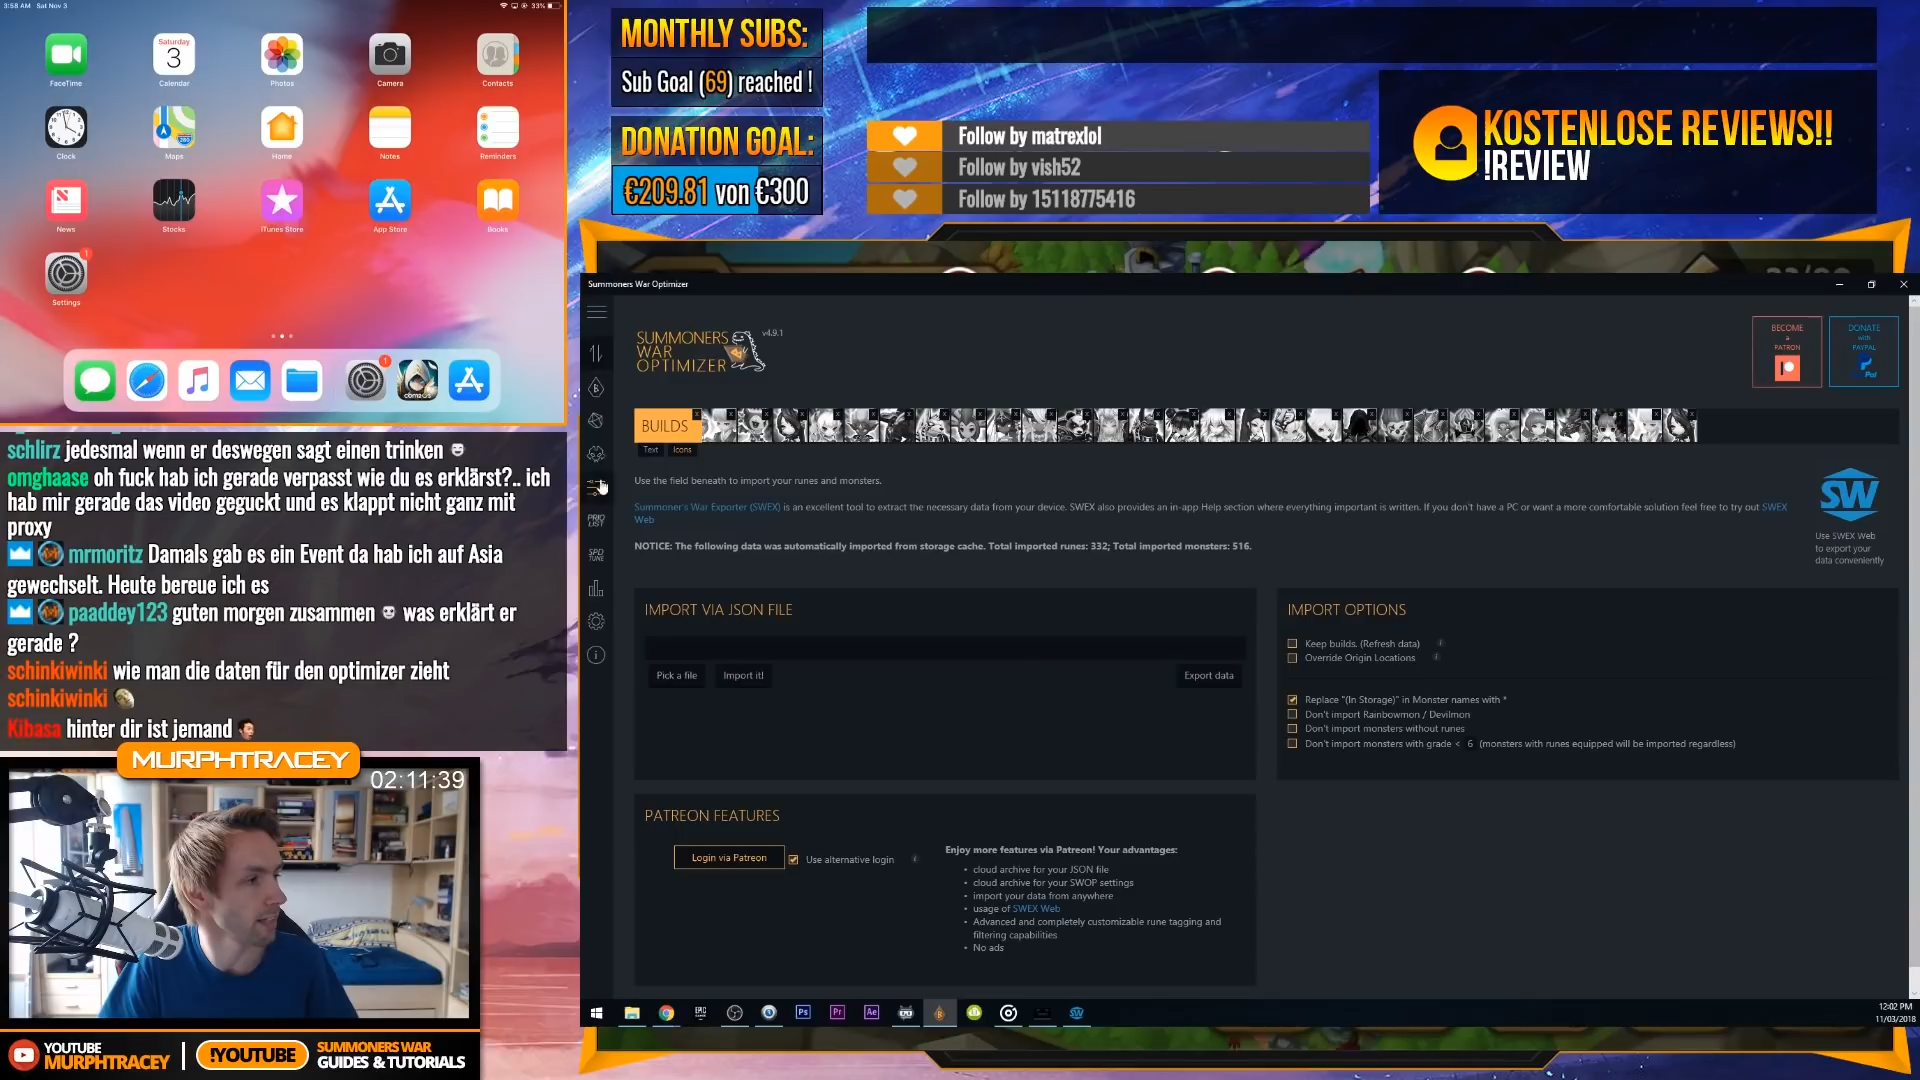 3:58 AM Sat Nov 3
33%
FaceTime
Saturday
3
Calendar
Photos
Camera
Contacts
Clock
Maps
Home
Notes
Reminders
News
Stocks
iTunes Store
App Store
Books
1
Settings
1
MONTHLY SUBS:
Sub Goal (69) reached !
DONATION GOAL:
€209.81 von €300
Follow by matrexlol
Follow by vish52
Follow by 15118775416
KOSTENLOSE REVIEWS!!
!REVIEW
schlirz jedesmal wenn er deswegen sagt einen trinken
omghaase oh fuck hab ich gerade verpasst wie du es erklärst?.. ich
hab mir gerade das video geguckt und es klappt nicht ganz mit
proxy
mrmoritz Damals gab es ein Event da hab ich auf Asia
gewechselt. Heute bereue ich es
paaddey123 guten morgen zusammen was erklärt er
gerade ?
schinkiwinki wie man die daten für den optimizer zieht
schinkiwinki
Kibasa hinter dir ist jemand
MURPHTRACEY
02:11:39
YOUTUBE
MURPHTRACEY
!YOUTUBE
SUMMONERS WAR
GUIDES & TUTORIALS
Summoners War Optimizer
SUMMONERS
WAR
OPTIMIZER
v4.9.1
BECOME
a
PATRON
DONATE
with
PAYPAL
Pal
PRIO
LIST
SPD
TUNE
BUILDS
Text
Icons
Use the field beneath to import your runes and monsters.
Summoner's War Exporter (SWEX) is an excellent tool to extract the necessary data from your device. SWEX also provides an in-app Help section where everything important is written. If you don't have a PC or want a more comfortable solution feel free to try out SWEX
Web
NOTICE: The following data was automatically imported from storage cache. Total imported runes: 332; Total imported monsters: 516.
SW
Use SWEX Web
to export your
data conveniently
IMPORT VIA JSON FILE
Pick a file
Import it!
Export data
IMPORT OPTIONS
Keep builds. (Refresh data)
Override Origin Locations
Replace "(In Storage)" in Monster names with *
Don't import Rainbowmon / Devilmon
Don't import monsters without runes
Don't import monsters with grade < 6 (monsters with runes equipped will be imported regardless)
PATREON FEATURES
Login via Patreon
Use alternative login
Enjoy more features via Patreon! Your advantages:
cloud archive for your JSON file
cloud archive for your SWOP settings
import your data from anywhere
usage of SWEX Web
Advanced and completely customizable rune tagging and
filtering capabilities
No ads
EPIC
Ps
Pr
Ae
SW
12:02 PM
11/03/2018